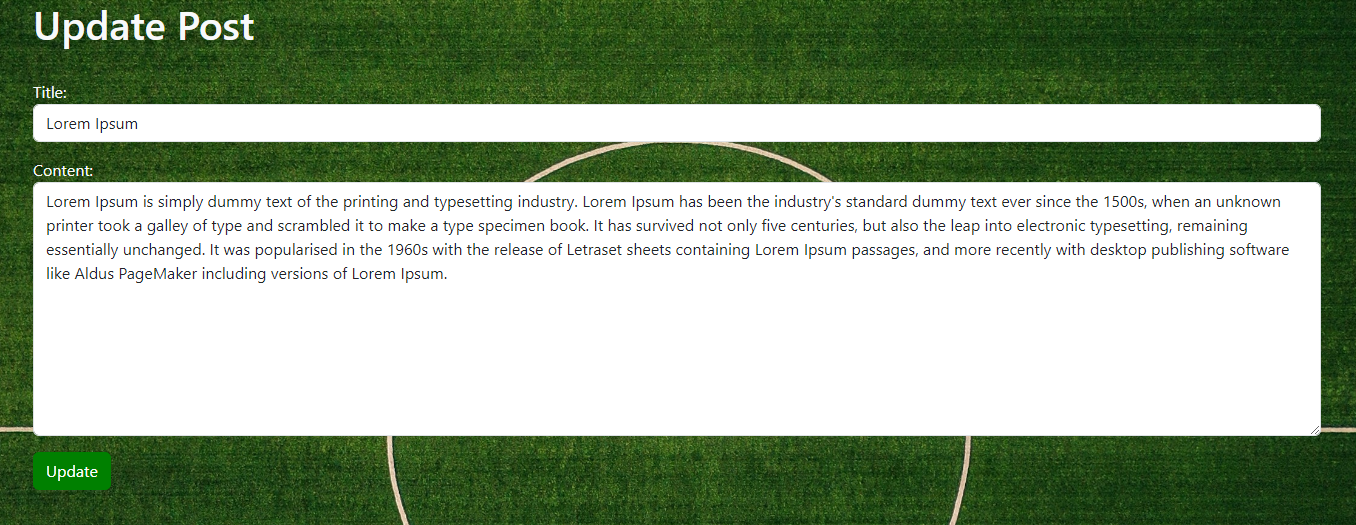 Update Post
Title:
Lorem Ipsum
Content:
Lorem Ipsum is simply dummy text of the printing and typesetting industry. Lorem Ipsum has been the industry's standard dummy text ever since the 1500s, when an unknown
printer took a galley of type and scrambled it to make a type specimen book. It has survived not only five centuries, but also the leap into electronic typesetting, remaining
essentially unchanged. It was popularised in the 1960s with the release of Letraset sheets containing Lorem Ipsum passages, and more recently with desktop publishing software
like Aldus PageMaker including versions of Lorem Ipsum.
Update